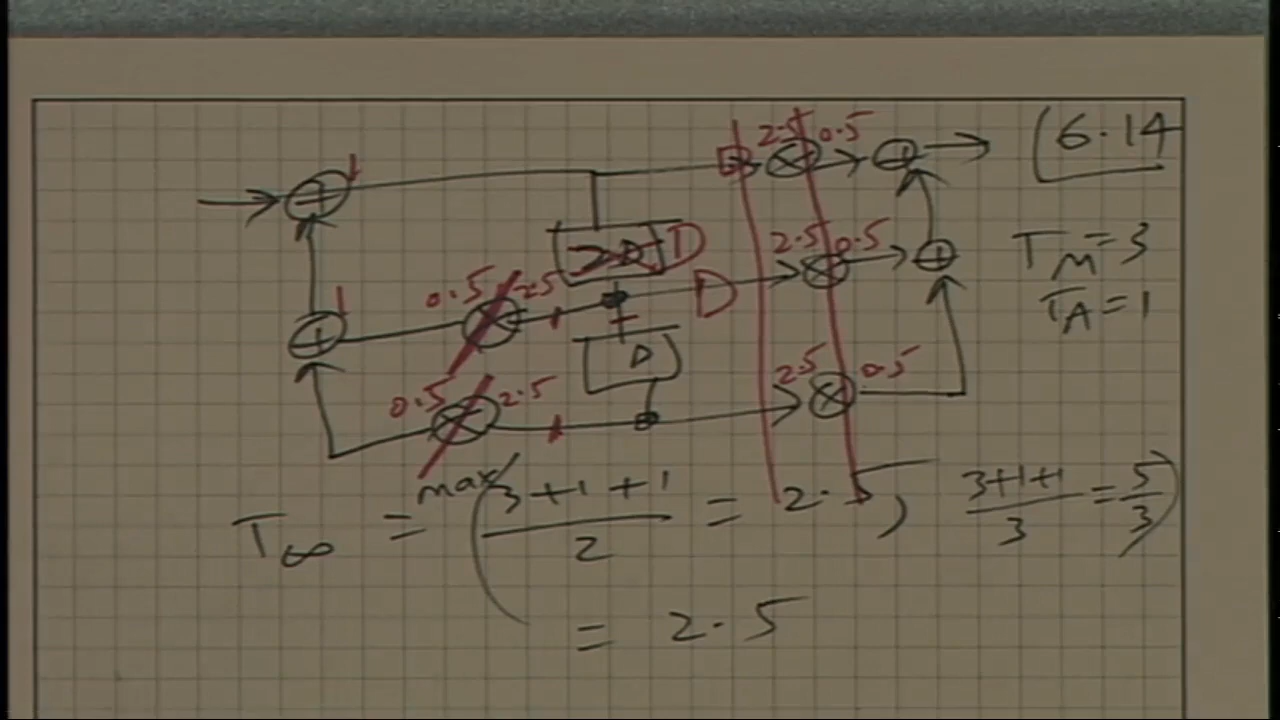 2.5 0.5
(6.14
2D D
D
2.5 0.5
0.5 2.5
T_M = 3
T_A = 1
D
0.5 2.5
2.5 0.5
T_∞ = max ( (3+1+1)/2 = 2.5, (3+1+1)/3 = 5/3 )
= 2.5